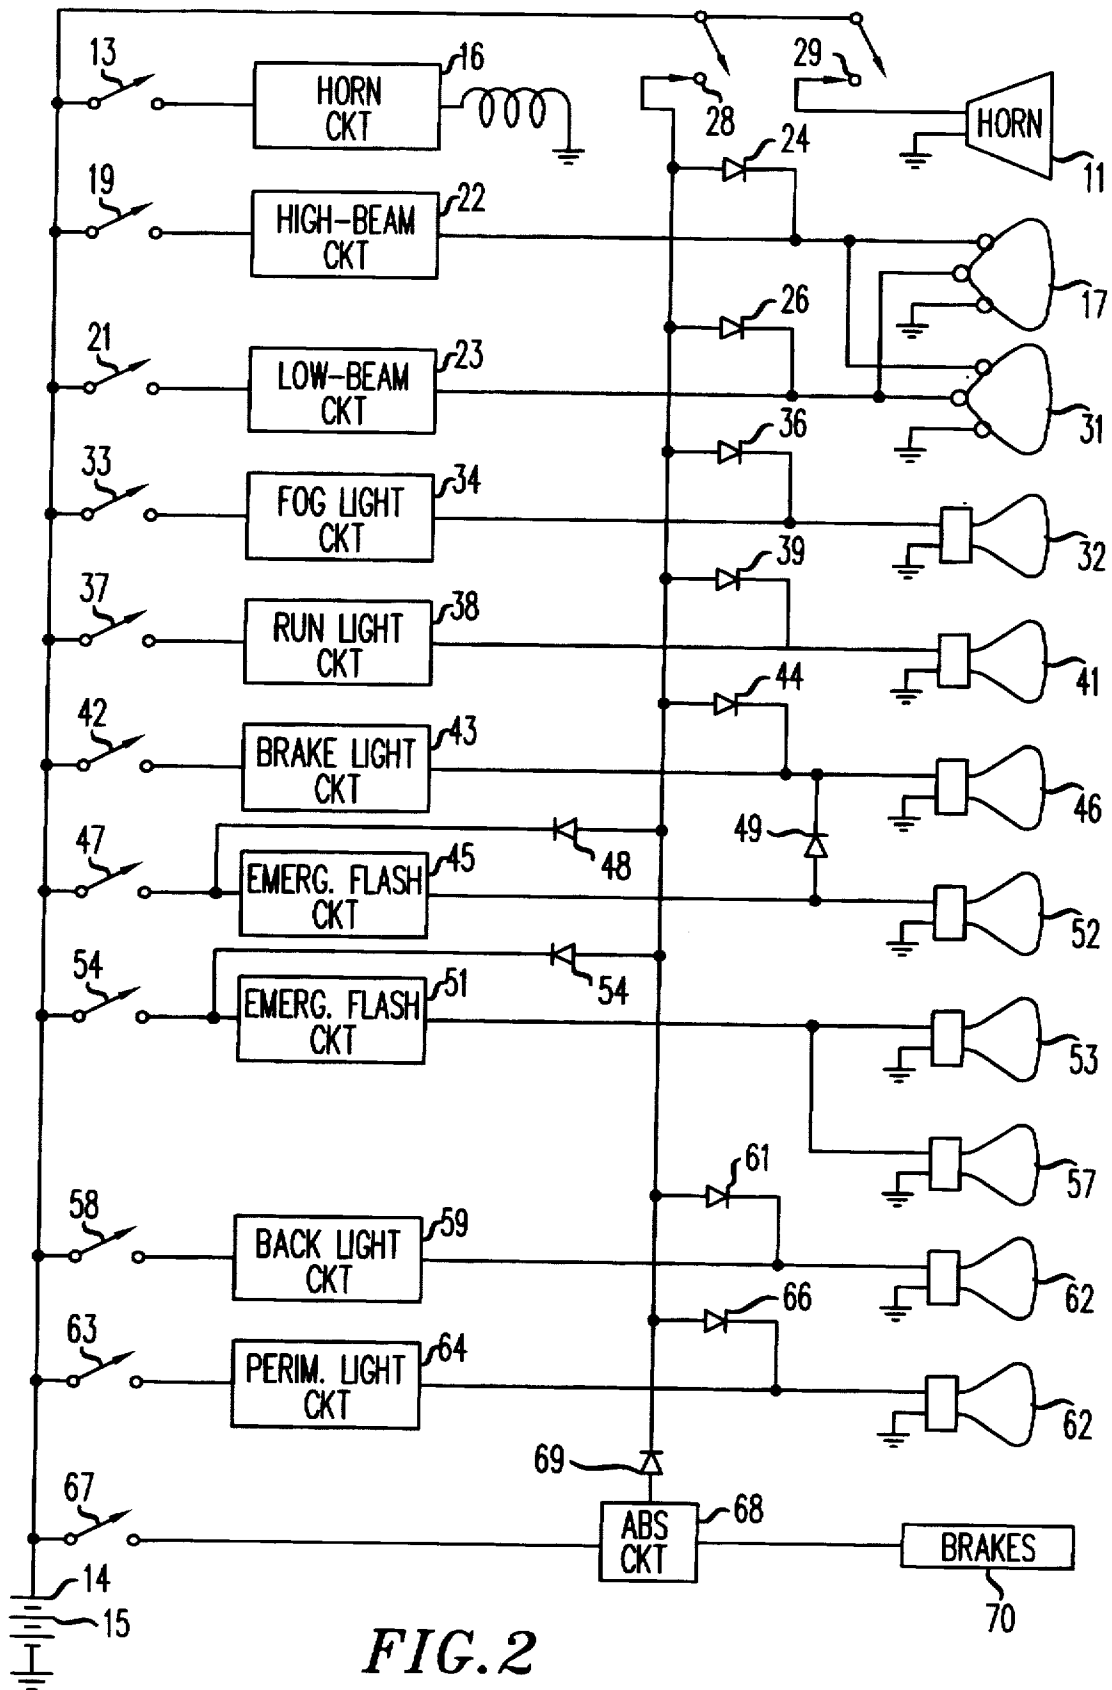 13
16
29
HORN
CKT
28
HORN
24
11
19
22
HIGH-BEAM
CKT
17
26
21
23
LOW-BEAM
CKT
31
36
33
34
FOG LIGHT
CKT
32
39
37
38
RUN LIGHT
CKT
41
44
42
43
BRAKE LIGHT
CKT
46
49
47
45
48
EMERG. FLASH
CKT
52
54
51
54
EMERG. FLASH
CKT
53
61
57
58
59
BACK LIGHT
CKT
62
66
63
64
PERIM. LIGHT
CKT
62
69
67
68
ABS
CKT
BRAKES
14
15
70
FIG.2